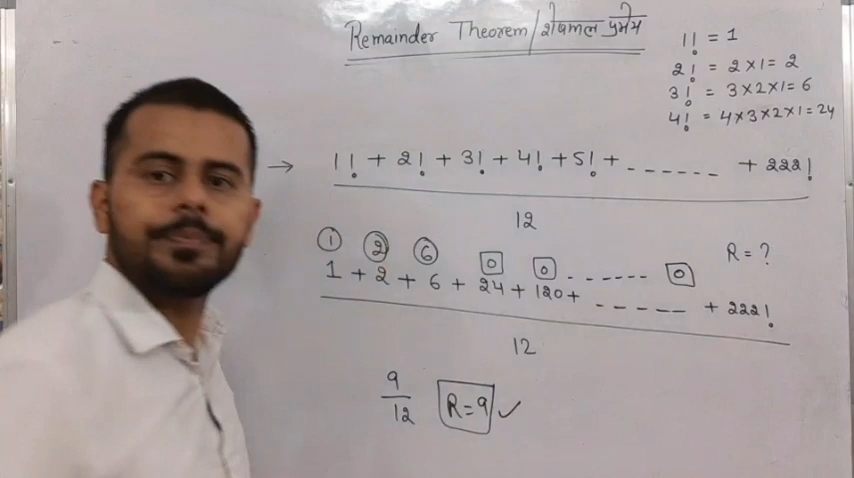 Remainder Theorem/शेषफल प्रमेय
1! = 1
2! = 2×1= 2
3! = 3×2×1= 6
4! = 4×3×2×1=24
→ 1! + 2! + 3! + 4! + 5! + ------ + 222!
12
R = ?
1 2 6 0 0 ------ 0
1 + 2 + 6 + 24 + 120 + ----- + 222!
12
9
12
R=9 ✓